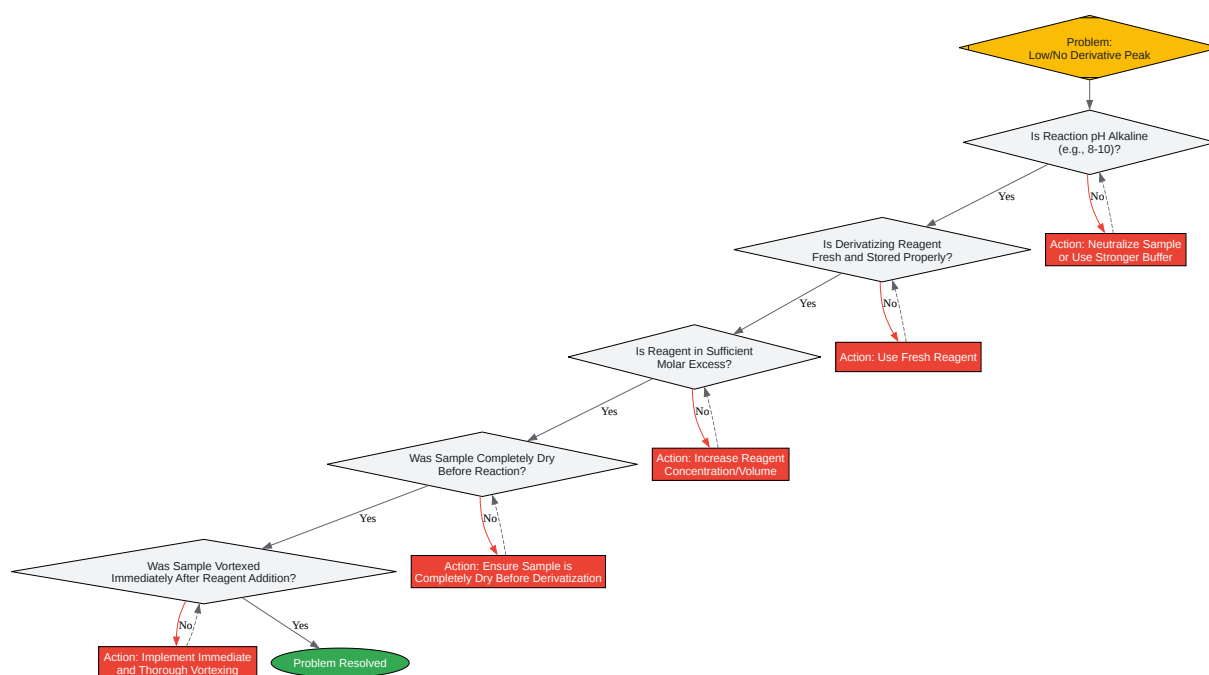 Problem:
Low/No Derivative Peak
Is Reaction pH Alkaline
(e.g., 8-10)?
Yes
No
Is Derivatizing Reagent
Fresh and Stored Properly?
Action: Neutralize Sample
or Use Stronger Buffer
Yes
No
Is Reagent in Sufficient
Molar Excess?
Action: Use Fresh Reagent
Yes
No
Was Sample Completely Dry
Before Reaction?
Action: Increase Reagent
Concentration/Volume
Yes
No
Was Sample Vortexed
Immediately After Reagent Addition?
Action: Ensure Sample is
Completely Dry Before Derivatization
No
Yes
Action: Implement Immediate
and Thorough Vortexing
Problem Resolved